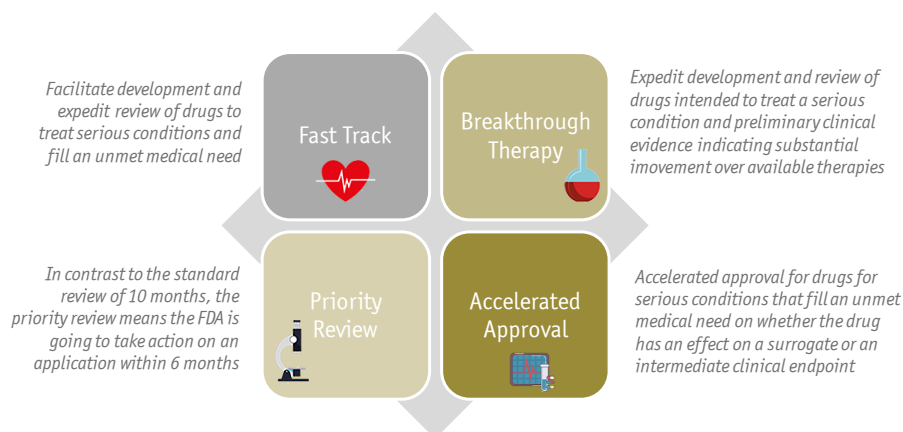 Facilitate development and
expedit review of drugs to
treat serious conditions and
fill an unmet medical need
Fast Track
Breakthrough
Therapy
Expedit development and review of
drugs intended to treat a serious
condition and preliminary clinical
evidence indicating substantial
imovement over available therapies
In contrast to the standard
review of 10 months, the
priority review means the FDA is
going to take action on an
application within 6 months
Priority
Review
Accelerated
Approval
Accelerated approval for drugs for
serious conditions that fill an unmet
medical need on whether the drug
has an effect on a surrogate or an
intermediate clinical endpoint